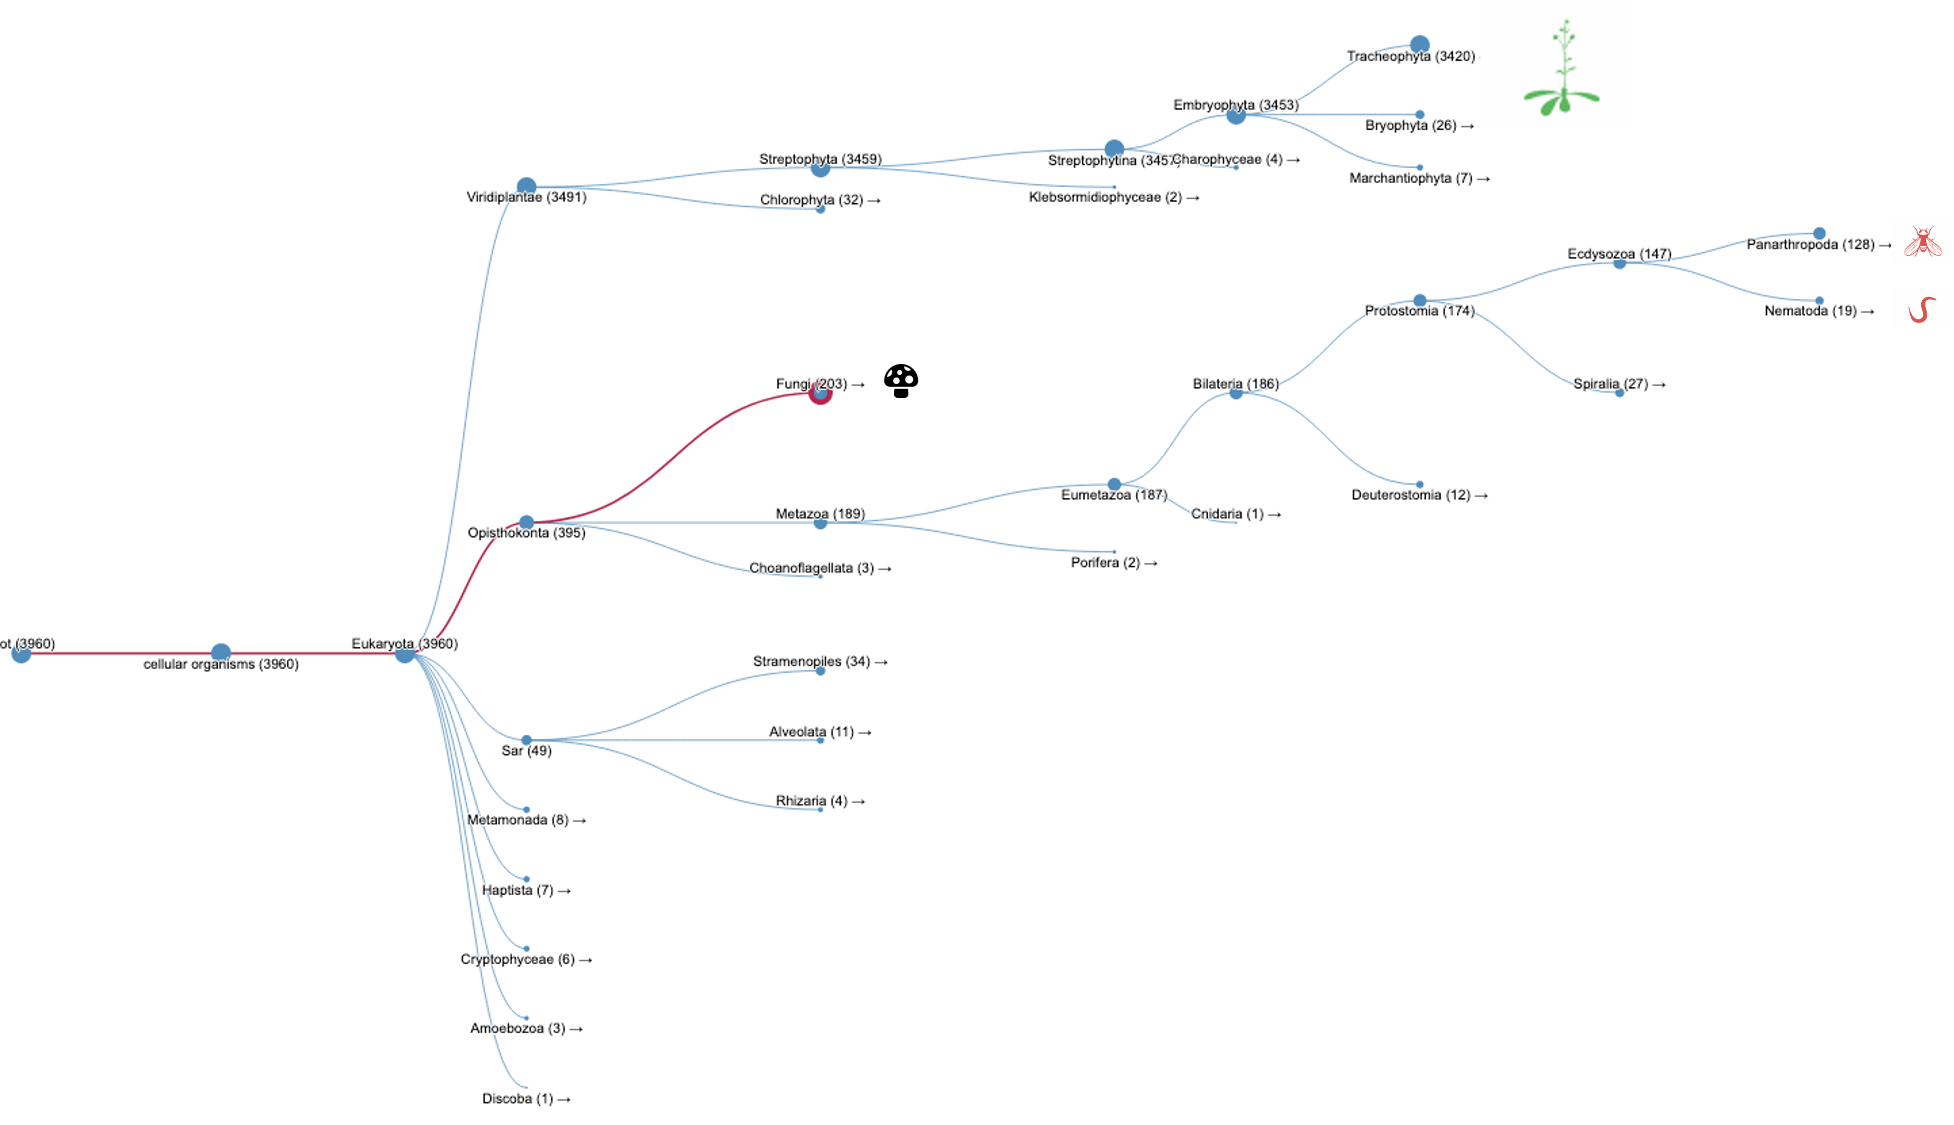 Tracheophyta (3420)
Embryophyta (3453)
Bryophyta (26) →
Streptophyta (3459)
Streptophytina (3457)
Charophyceae (4) →
Marchantiophyta (7) →
Viridiplantae (3491)
Chlorophyta (32) →
Klebsormidiophyceae (2) →
Panarthropoda (128) →
Ecdysozoa (147)
Protostomia (174)
Nematoda (19) →
Fungi (203) →
Bilateria (186)
Spiralia (27) →
Eumetazoa (187)
Deuterostomia (12) →
Metazoa (189)
Cnidaria (1) →
Opisthokonta (395)
Choanoflagellata (3) →
Porifera (2) →
ot (3960)
cellular organisms (3960)
Eukaryota (3960)
Stramenopiles (34) →
Alveolata (11) →
Sar (49)
Rhizaria (4) →
Metamonada (8) →
Haptista (7) →
Cryptophyceae (6) →
Amoebozoa (3) →
Discoba (1) →